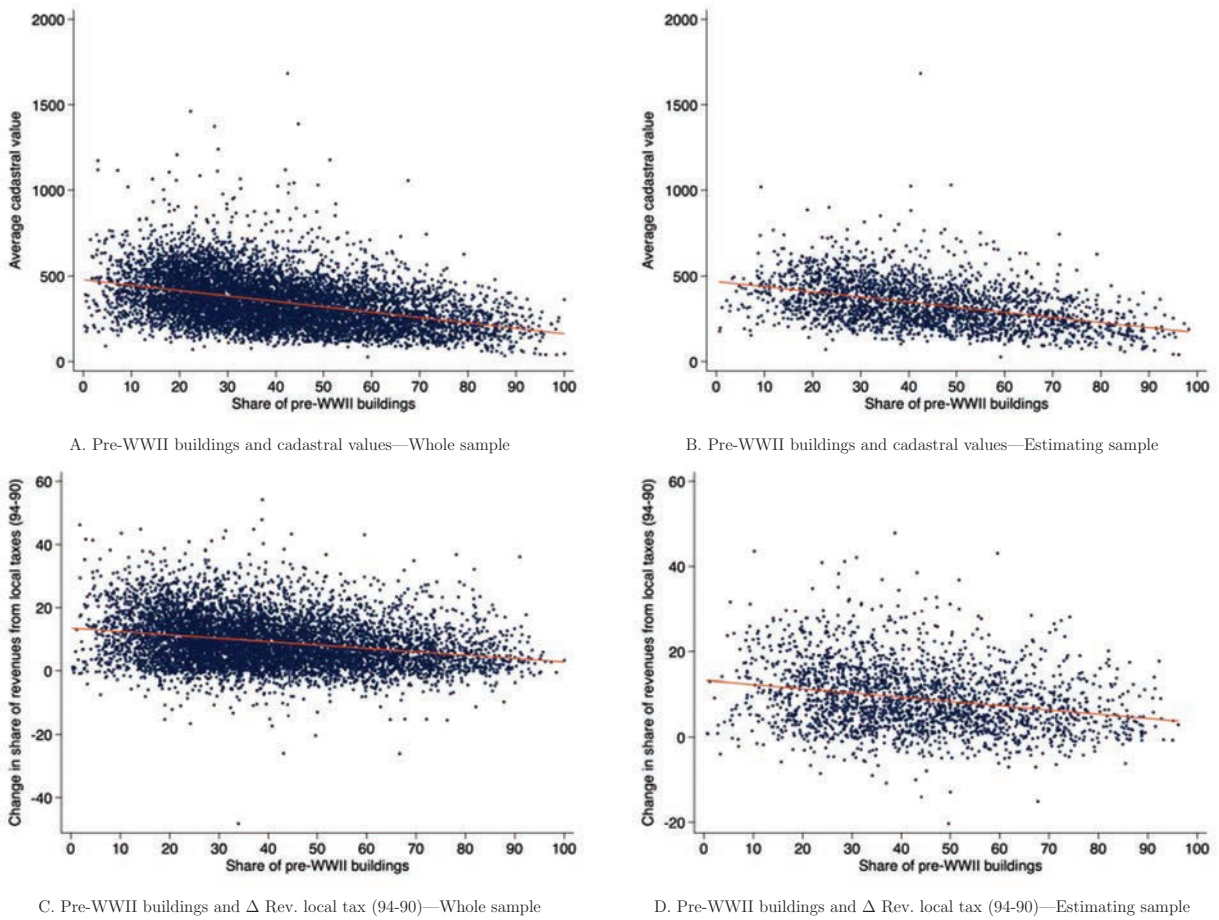 2000
1500
1000
500
0
Average cadastral value
0 10 20 30 40 50 60 70 80 90 100
Share of pre-WWII buildings
A. Pre-WWII buildings and cadastral values—Whole sample
2000
1500
1000
500
0
Average cadastral value
0 10 20 30 40 50 60 70 80 90 100
Share of pre-WWII buildings
B. Pre-WWII buildings and cadastral values—Estimating sample
60
40
20
0
-20
-40
Change in share of revenues from local taxes (94-90)
0 10 20 30 40 50 60 70 80 90 100
Share of pre-WWII buildings
C. Pre-WWII buildings and Δ Rev. local tax (94-90)—Whole sample
60
40
20
0
-20
Change in share of revenues from local taxes (94-90)
0 10 20 30 40 50 60 70 80 90 100
Share of pre-WWII buildings
D. Pre-WWII buildings and Δ Rev. local tax (94-90)—Estimating sample